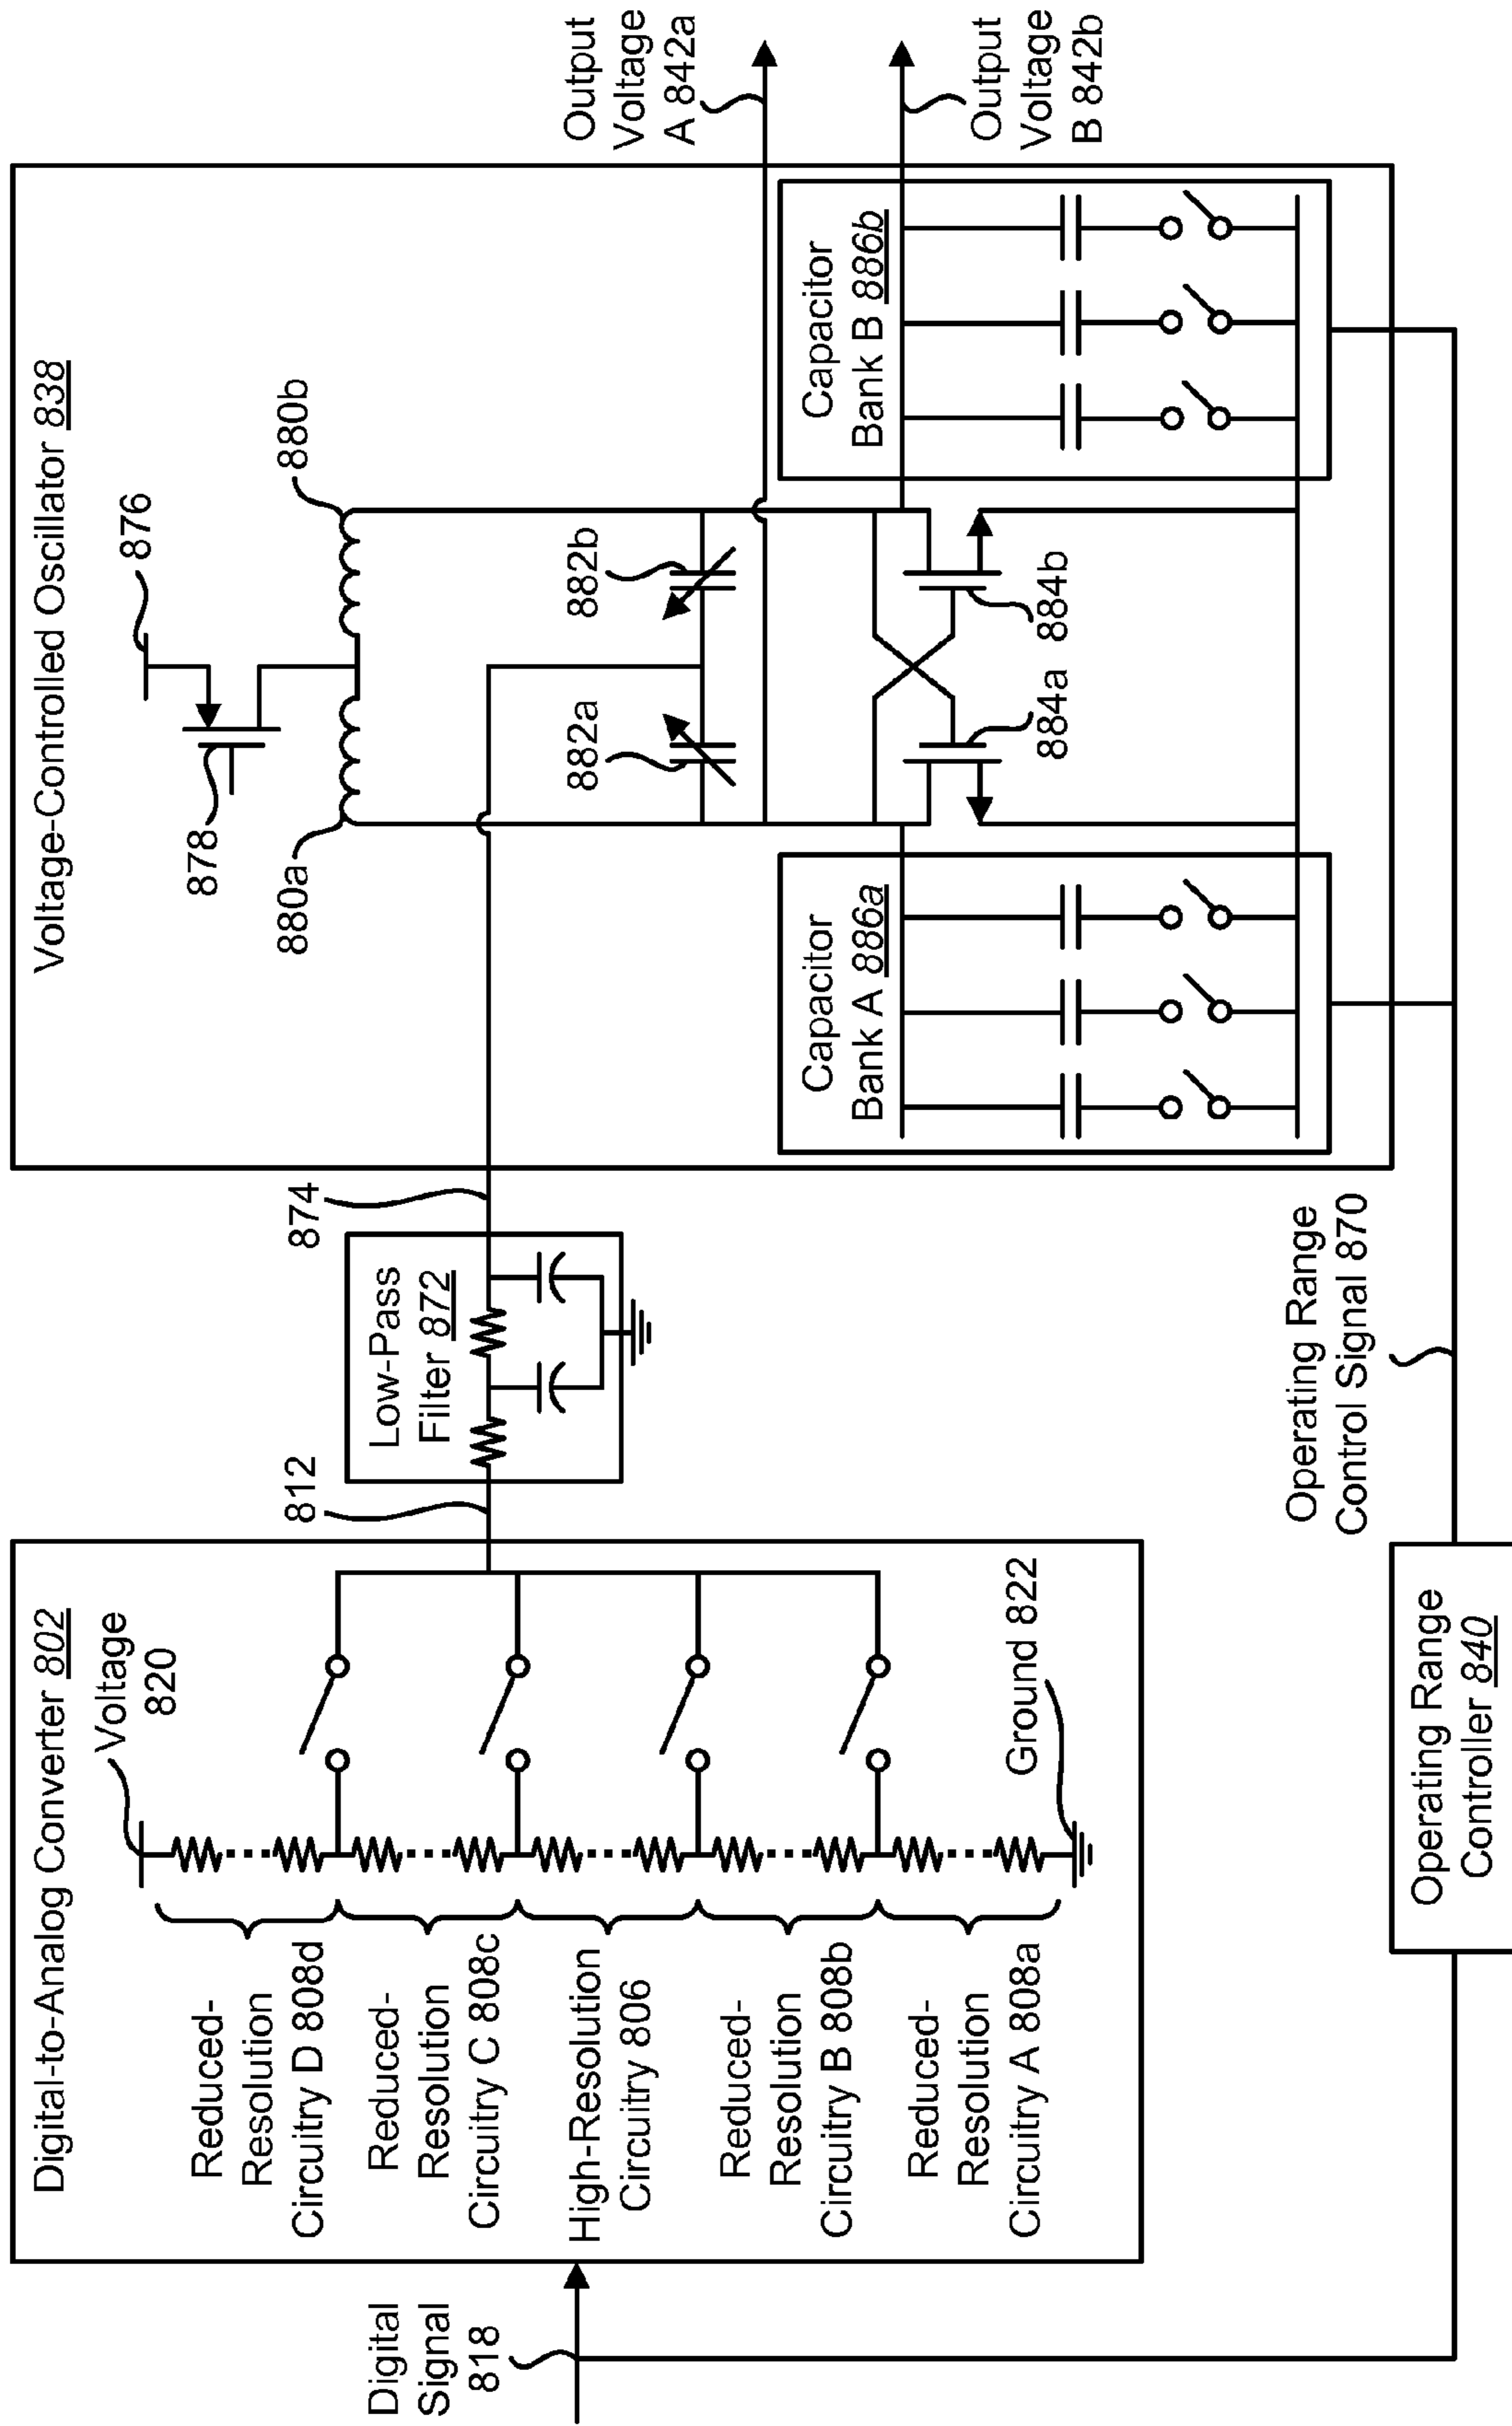 Digital-to-Analog Converter 802
Voltage
820
Reduced-
Resolution
Circuitry D 808d
Reduced-
Resolution
Circuitry C 808c
High-Resolution
Circuitry 806
Reduced-
Resolution
Circuitry B 808b
Reduced-
Resolution
Circuitry A 808a
Ground 822
Digital
Signal
818
812
Low-Pass
Filter 872
874
Voltage-Controlled Oscillator 838
876
878
880a
880b
882a
882b
884a
884b
Capacitor
Bank A 886a
Capacitor
Bank B 886b
Output
Voltage
A 842a
Output
Voltage
B 842b
Operating Range
Control Signal 870
Operating Range
Controller 840